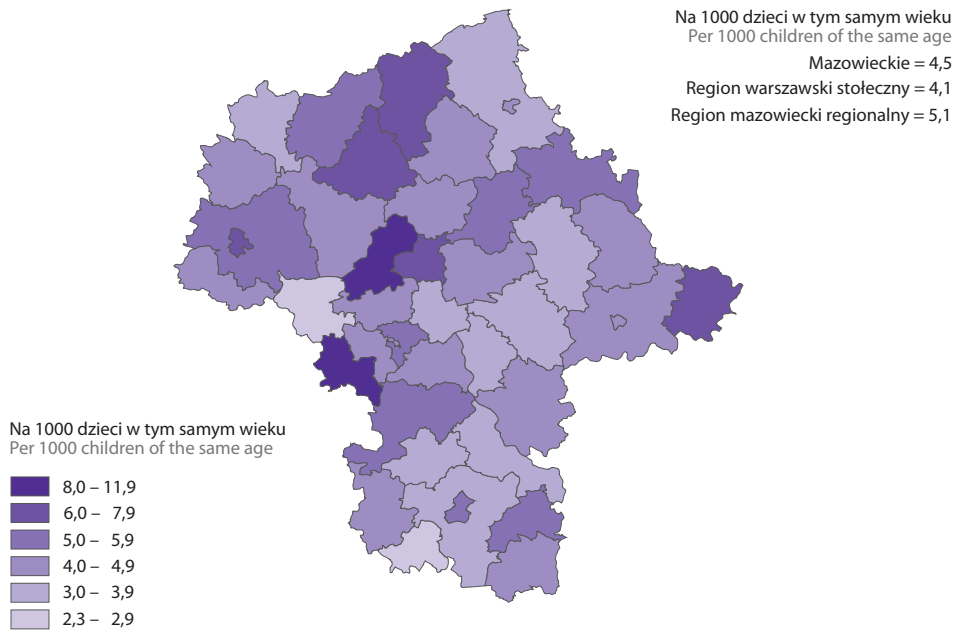 Na 1000 dzieci w tym samym wieku
Per 1000 children of the same age
Mazowieckie = 4,5
Region warszawski stołeczny = 4,1
Region mazowiecki regionalny = 5,1
Na 1000 dzieci w tym samym wieku
Per 1000 children of the same age
8,0 – 11,9
6,0 – 7,9
5,0 – 5,9
4,0 – 4,9
3,0 – 3,9
2,3 – 2,9